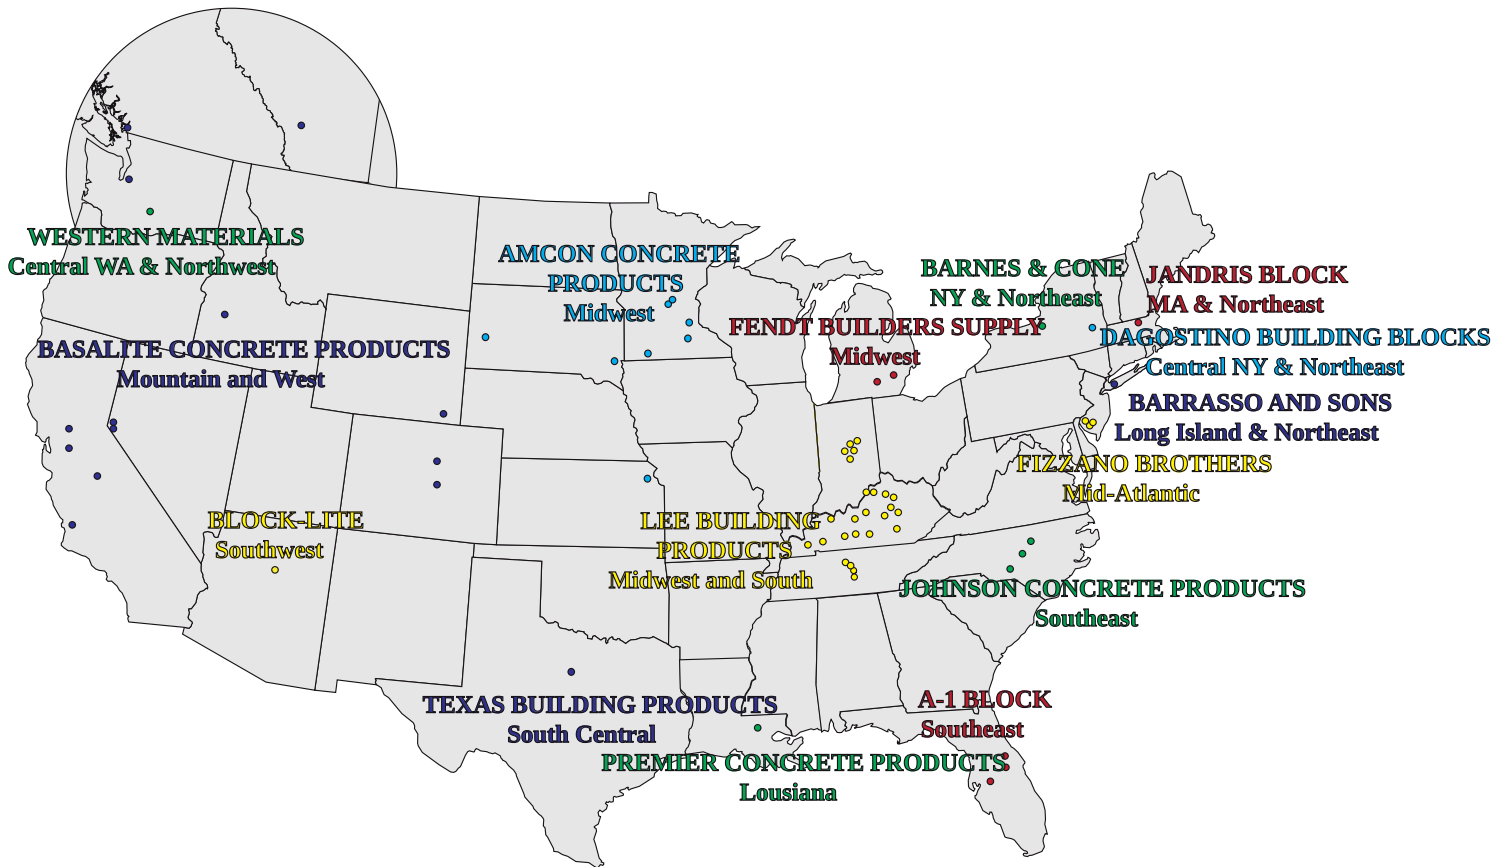 WESTERN MATERIALS
Central WA & Northwest
AMCON CONCRETE
PRODUCTS
Midwest
BARNES & CONE
NY & Northeast
JANDRIS BLOCK
MA & Northeast
FENDT BUILDERS SUPPLY
Midwest
DAGOSTINO BUILDING BLOCKS
Central NY & Northeast
BASALITE CONCRETE PRODUCTS
Mountain and West
BARRASSO AND SONS
Long Island & Northeast
FIZZANO BROTHERS
Mid-Atlantic
BLOCK-LITE
Southwest
LEE BUILDING
PRODUCTS
Midwest and South
JOHNSON CONCRETE PRODUCTS
Southeast
TEXAS BUILDING PRODUCTS
South Central
A-1 BLOCK
Southeast
PREMIER CONCRETE PRODUCTS
Lousiana